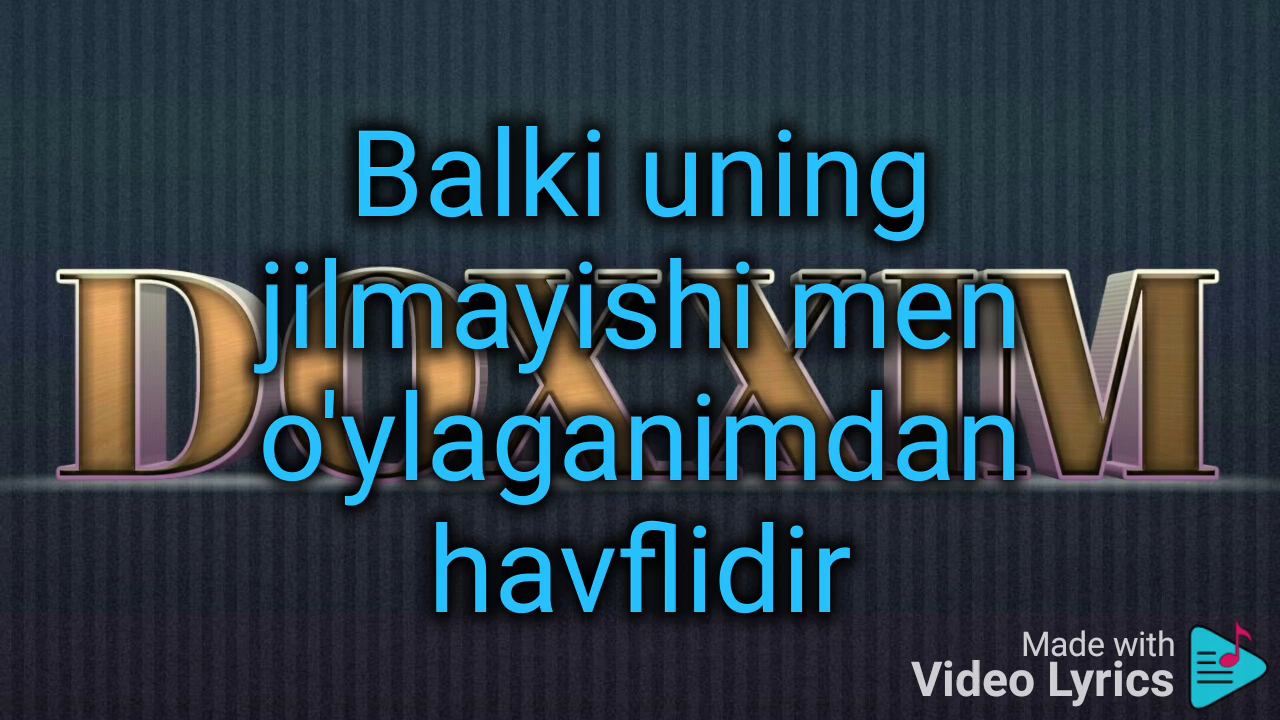 Balki uning
jilmayishi men
DOXXIM
o'ylaganimdan
havflidir
Made with
Video Lyrics